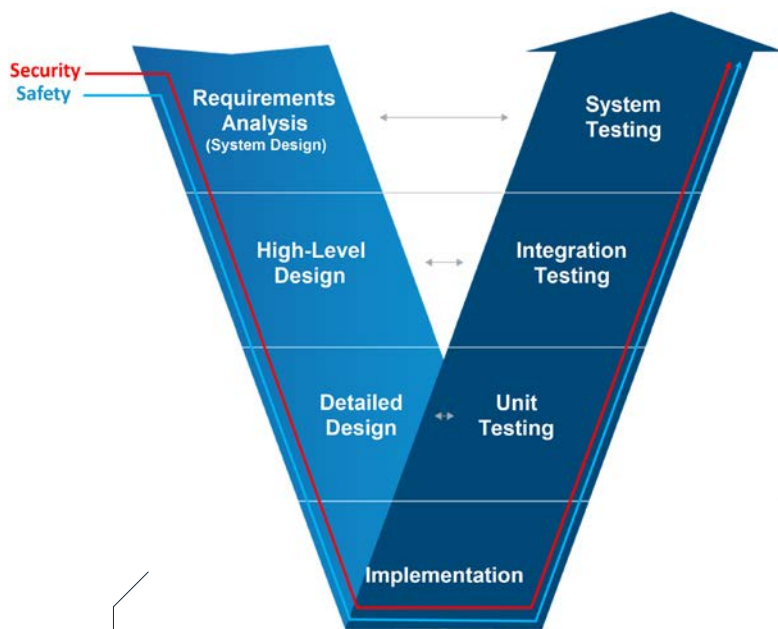 Security
Safety
Requirements
Analysis
(System Design)
System
Testing
High-Level
Design
Integration
Testing
Detailed
Design
Unit
Testing
Implementation